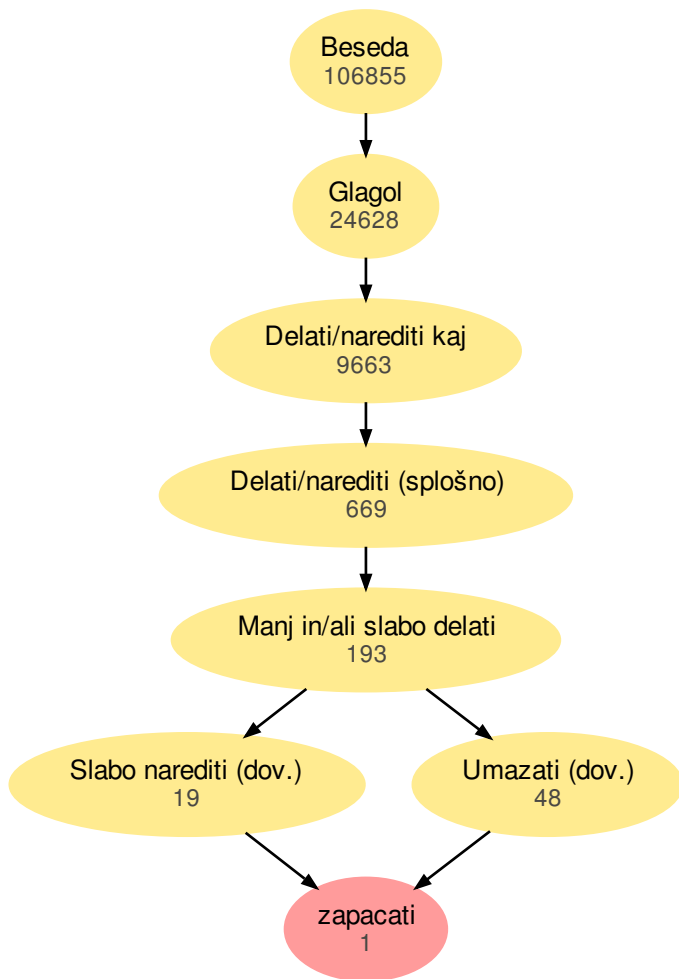 Beseda
106855
Glagol
24628
Delati/narediti kaj
9663
Delati/narediti (splošno)
669
Manj in/ali slabo delati
193
Slabo narediti (dov.)
19
Umazati (dov.)
48
zapacati
1